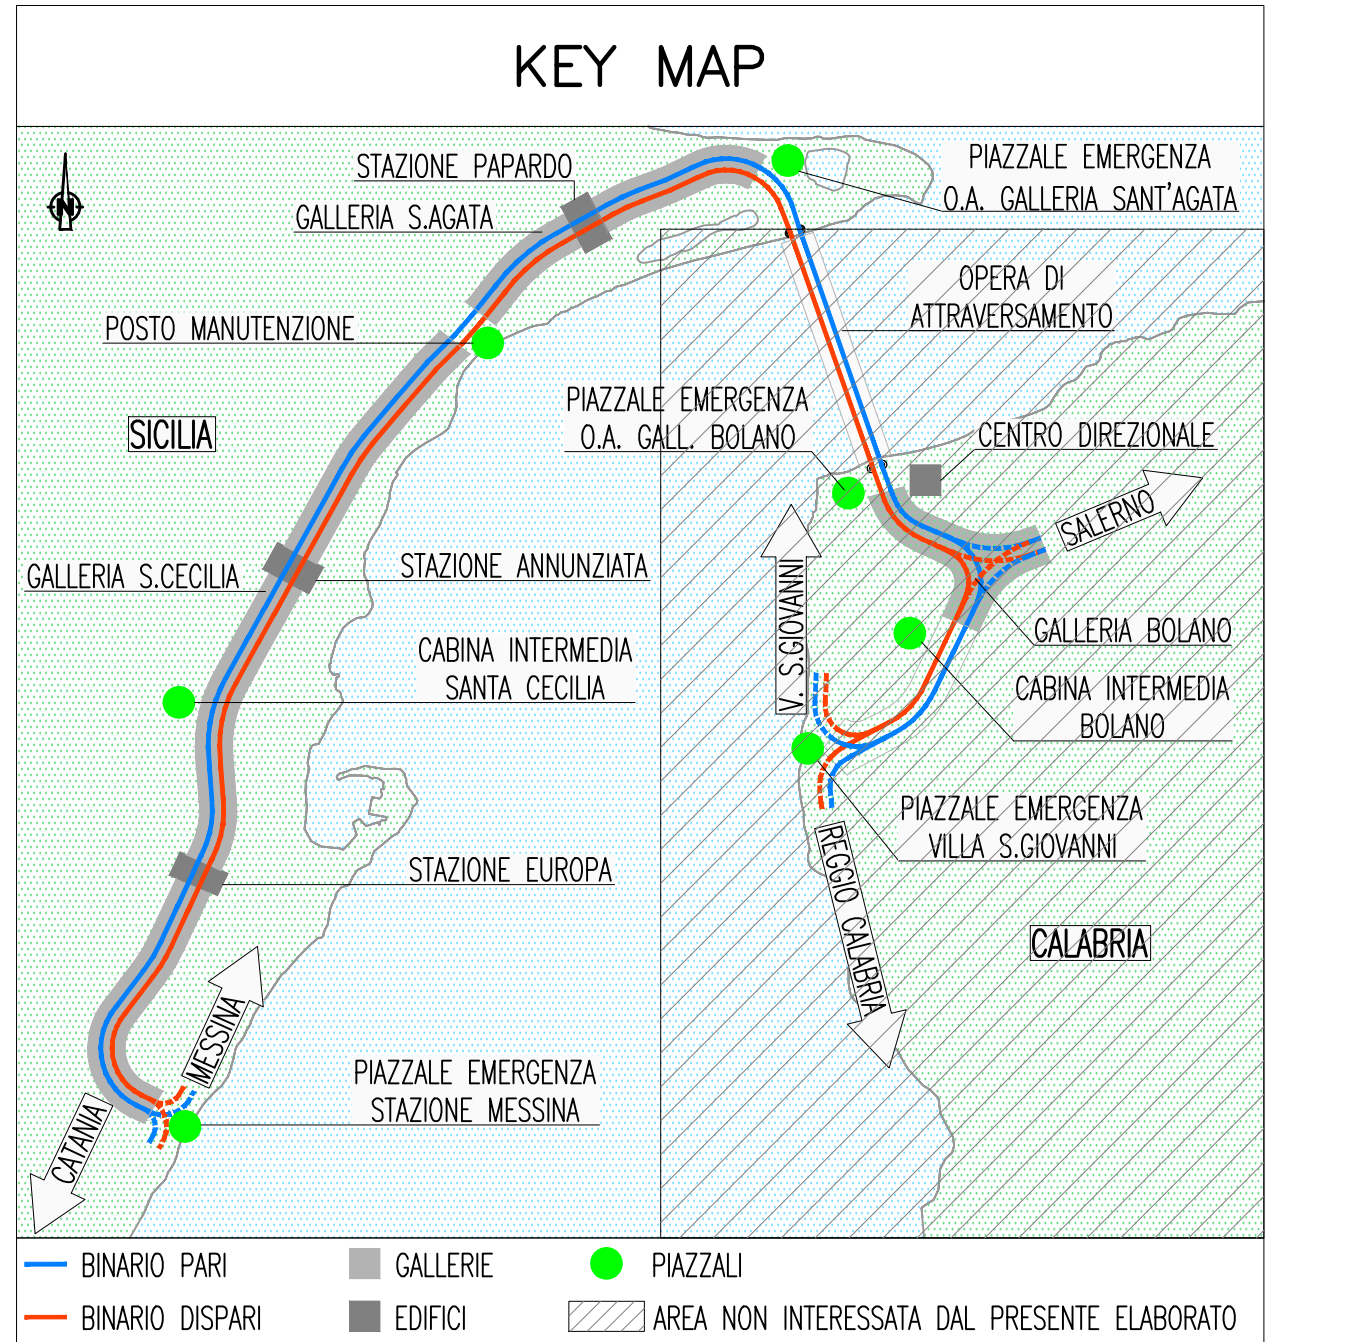 KEY MAP
STAZIONE PAPARDO
PIAZZALE EMERGENZA
O.A. GALLERIA SANT'AGATA
N
GALLERIA S.AGATA
OPERA DI
ATTRAVERSAMENTO
POSTO MANUTENZIONE
PIAZZALE EMERGENZA
O.A. GALL. BOLANO
SICILIA
CENTRO DIREZIONALE
SALERNO
GALLERIA S.CECILIA
STAZIONE ANNUNZIATA
V. S.GIOVANNI
GALLERIA BOLANO
CABINA INTERMEDIA
SANTA CECILIA
CABINA INTERMEDIA
BOLANO
PIAZZALE EMERGENZA
VILLA S.GIOVANNI
STAZIONE EUROPA
REGGIO CALABRIA
CALABRIA
MESSINA
PIAZZALE EMERGENZA
STAZIONE MESSINA
CATANIA
BINARIO PARI
GALLERIE
PIAZZALI
BINARIO DISPARI
EDIFICI
AREA NON INTERESSATA DAL PRESENTE ELABORATO